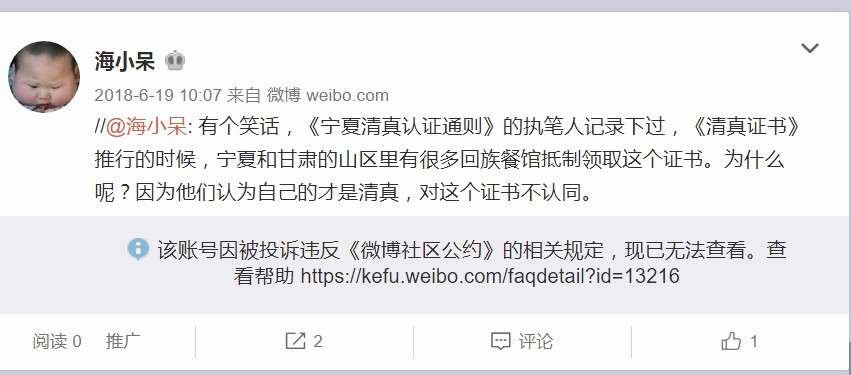 海小呆
2018-6-19 10:07 来自 微博 weibo.com
//@海小呆: 有个笑话，《宁夏清真认证通则》的执笔人记录下过，《清真证书》
推行的时候，宁夏和甘肃的山区里有很多回族餐馆抵制领取这个证书。为什么
呢？因为他们认为自己的才是清真，对这个证书不认同。
该账号因被投诉违反《微博社区公约》的相关规定，现已无法查看。查
看帮助 https://kefu.weibo.com/faqdetail?id=13216
阅读 0 推广 2 评论 1